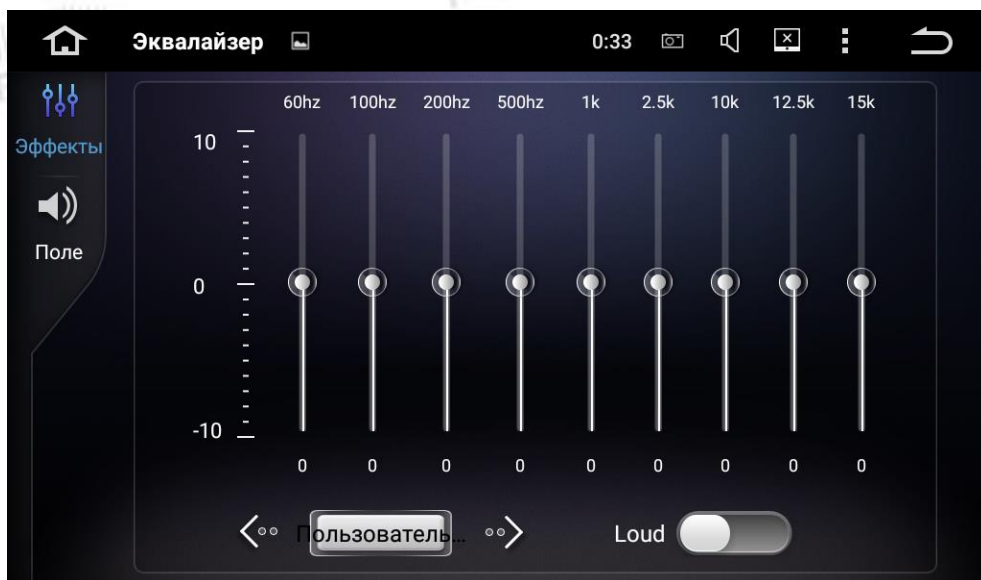 Эквалайзер 0:33
Эффекты
Поле
60hz 100hz 200hz 500hz 1k 2.5k 10k 12.5k 15k
10
0
-10
0 0 0 0 0 0 0 0 0
Пользователь... Loud